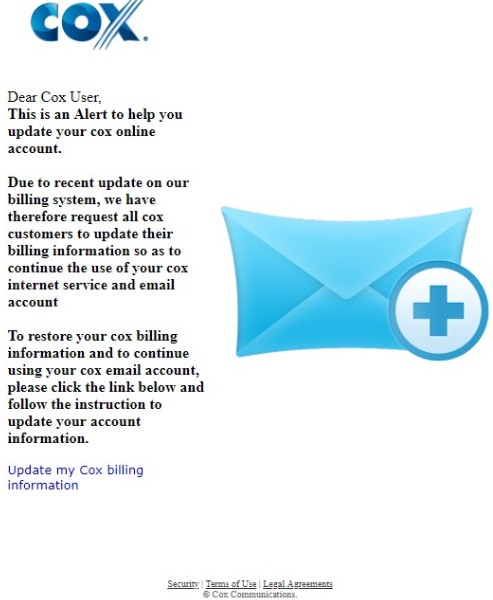 COX.
Dear Cox User,
This is an Alert to help you
update your cox online
account.
Due to recent update on our
billing system, we have
therefore request all cox
customers to update their
billing information so as to
continue the use of your cox
internet service and email
account
To restore your cox billing
information and to continue
using your cox email account,
please click the link below and
follow the instruction to
update your account
information.
Update my Cox billing
information
Security | Terms of Use | Legal Agreements
© Cox Communications.